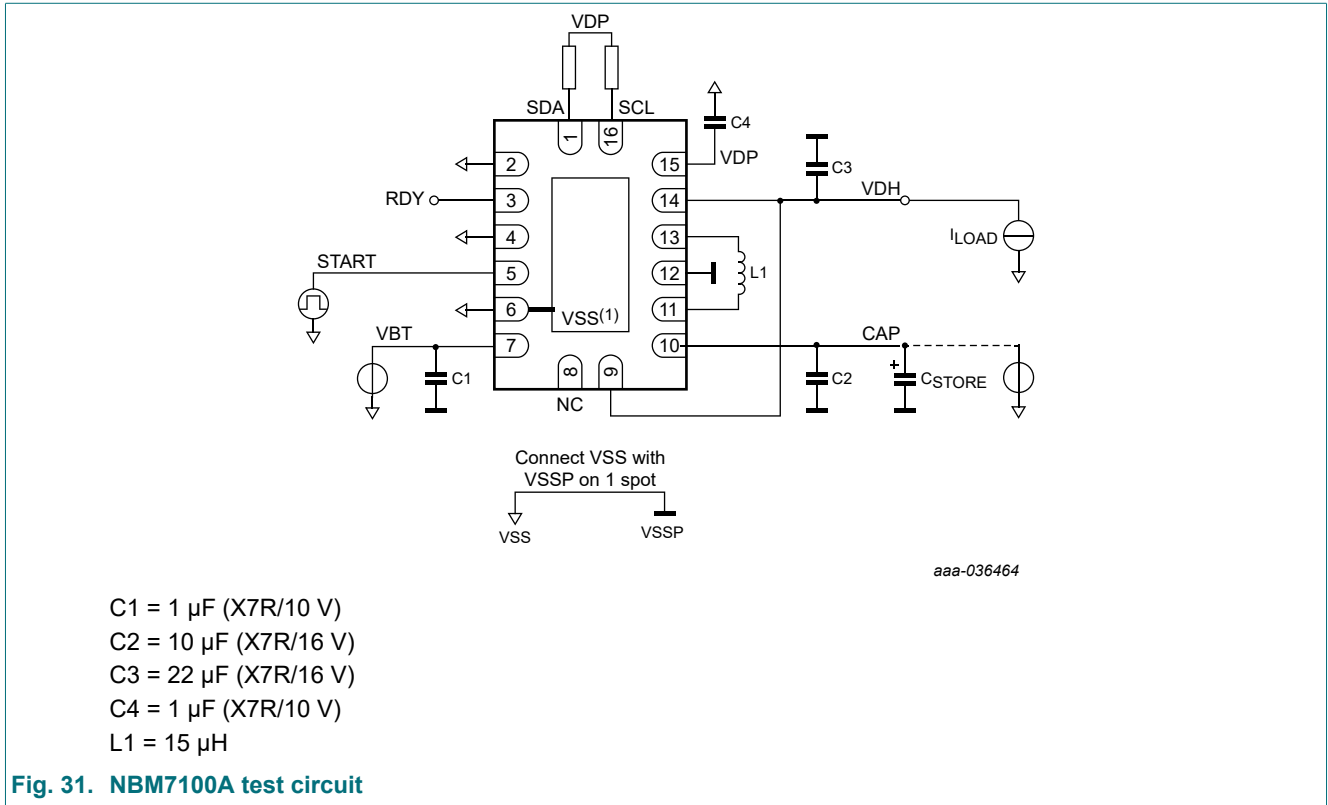 VDP
SDA
SCL
1
16
C4
2
15
VDP
C3
RDY
3
14
VDH
4
13
ILOAD
START
5
12
L1
6
VSS(1)
11
VBT
7
10
CAP
C1
8
9
C2
+
CSTORE
NC
Connect VSS with
VSSP on 1 spot
VSS
VSSP
aaa-036464
C1 = 1 µF (X7R/10 V)
C2 = 10 µF (X7R/16 V)
C3 = 22 µF (X7R/16 V)
C4 = 1 µF (X7R/10 V)
L1 = 15 µH
Fig. 31. NBM7100A test circuit